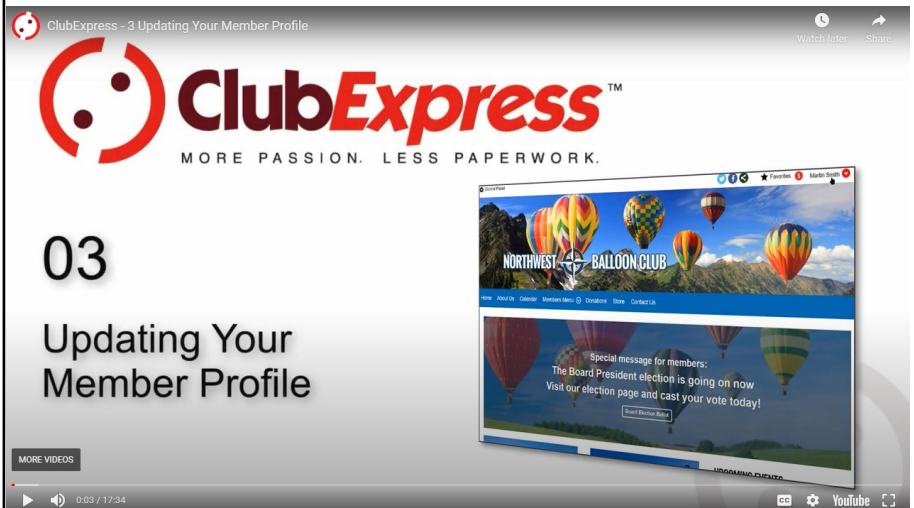 ClubExpress - 3 Updating Your Member Profile
Watch later
Share
ClubExpress™
MORE PASSION. LESS PAPERWORK.
Control Panel
Favorites
Martin Smith
NORTHWEST BALLOON CLUB
Home About Us Calendar Members Menu Donations Store Contact Us
03
Updating Your
Member Profile
Special message for members:
The Board President election is going on now
Visit our election page and cast your vote today!
Board Election Ballot
UPCOMING EVENTS
MORE VIDEOS
0:03 / 17:34
CC
YouTube